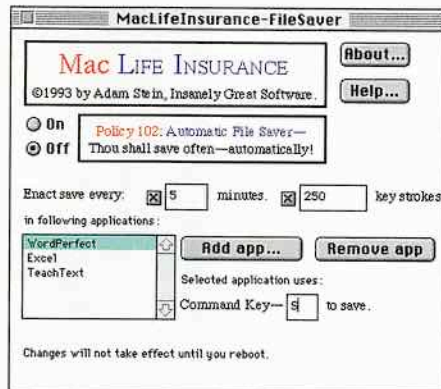 MacLifeInsurance-FileSaver
Mac LIFE INSURANCE
©1993 by Adam Stein, Insanely Great Software.
About...
Help...
On
Off
Policy 102: Automatic File Saver—
Thou shall save often—automatically!
Enact save every: 5 minutes. 250 key strokes
in following applications:
WordPerfect
Excel
TeachText
Add app...
Remove app
Selected application uses:
Command Key— S to save.
Changes will not take effect until you reboot.